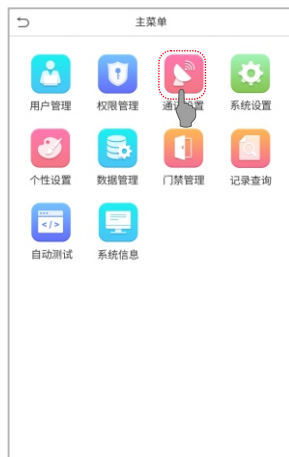 主菜单
用户管理 权限管理 通讯设置 系统设置
个性设置 数据管理 门禁管理 记录查询
</>
自动测试 系统信息